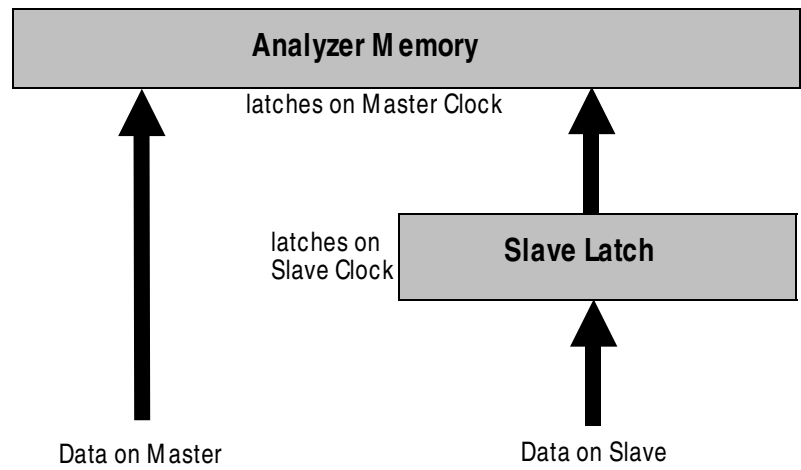 Analyzer Memory
latches on Master Clock
latches on
Slave Clock
Slave Latch
Data on Master
Data on Slave